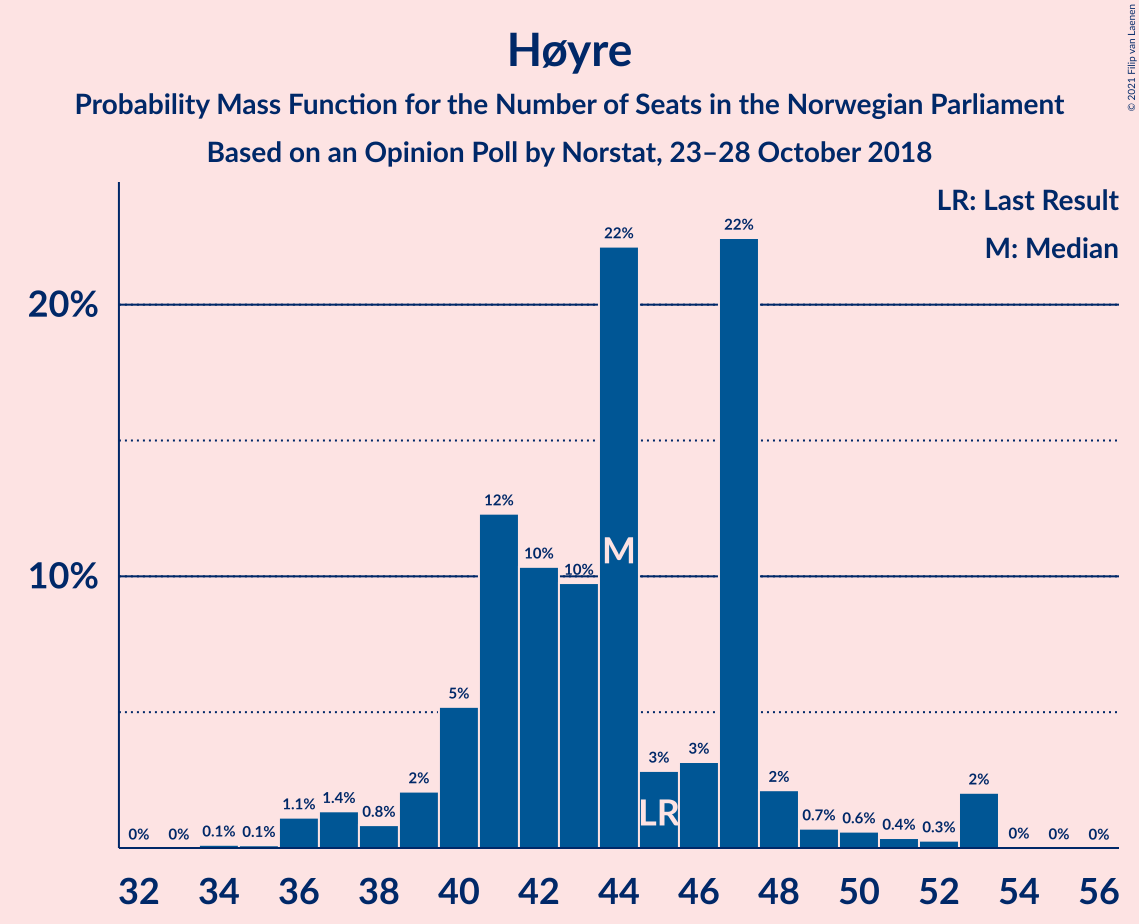 Høyre
Probability Mass Function for the Number of Seats in the Norwegian Parliament
Based on an Opinion Poll by Norstat, 23–28 October 2018
© 2021 Filip van Laenen
LR: Last Result
M: Median
20%
10%
0% 0% 0.1% 0.1% 1.1% 1.4% 0.8% 2% 5% 12% 10% 10% 22% 3% 3% 22% 2% 0.7% 0.6% 0.4% 0.3% 2% 0% 0% 0%
M
LR
32 34 36 38 40 42 44 46 48 50 52 54 56